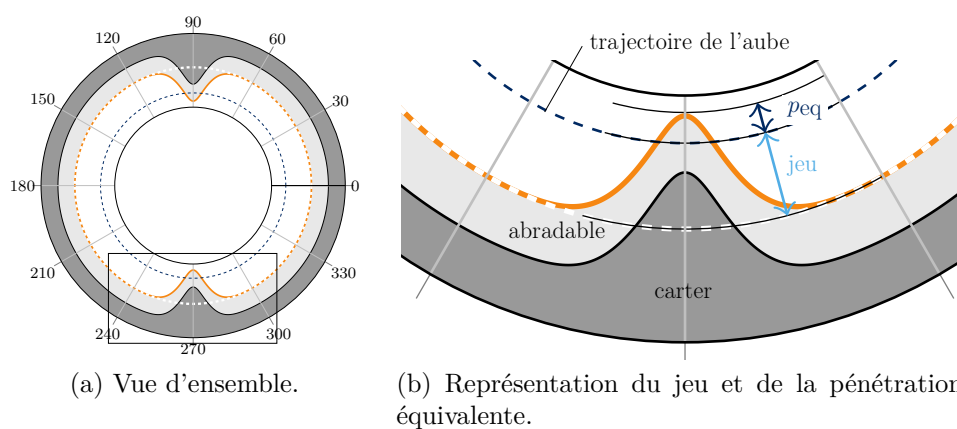 90
120
60
150
30
180
0
210
330
240
300
270
trajectoire de l'aube
peq
jeu
abradable
carter
(a) Vue d'ensemble.
(b) Représentation du jeu et de la pénétration
équivalente.